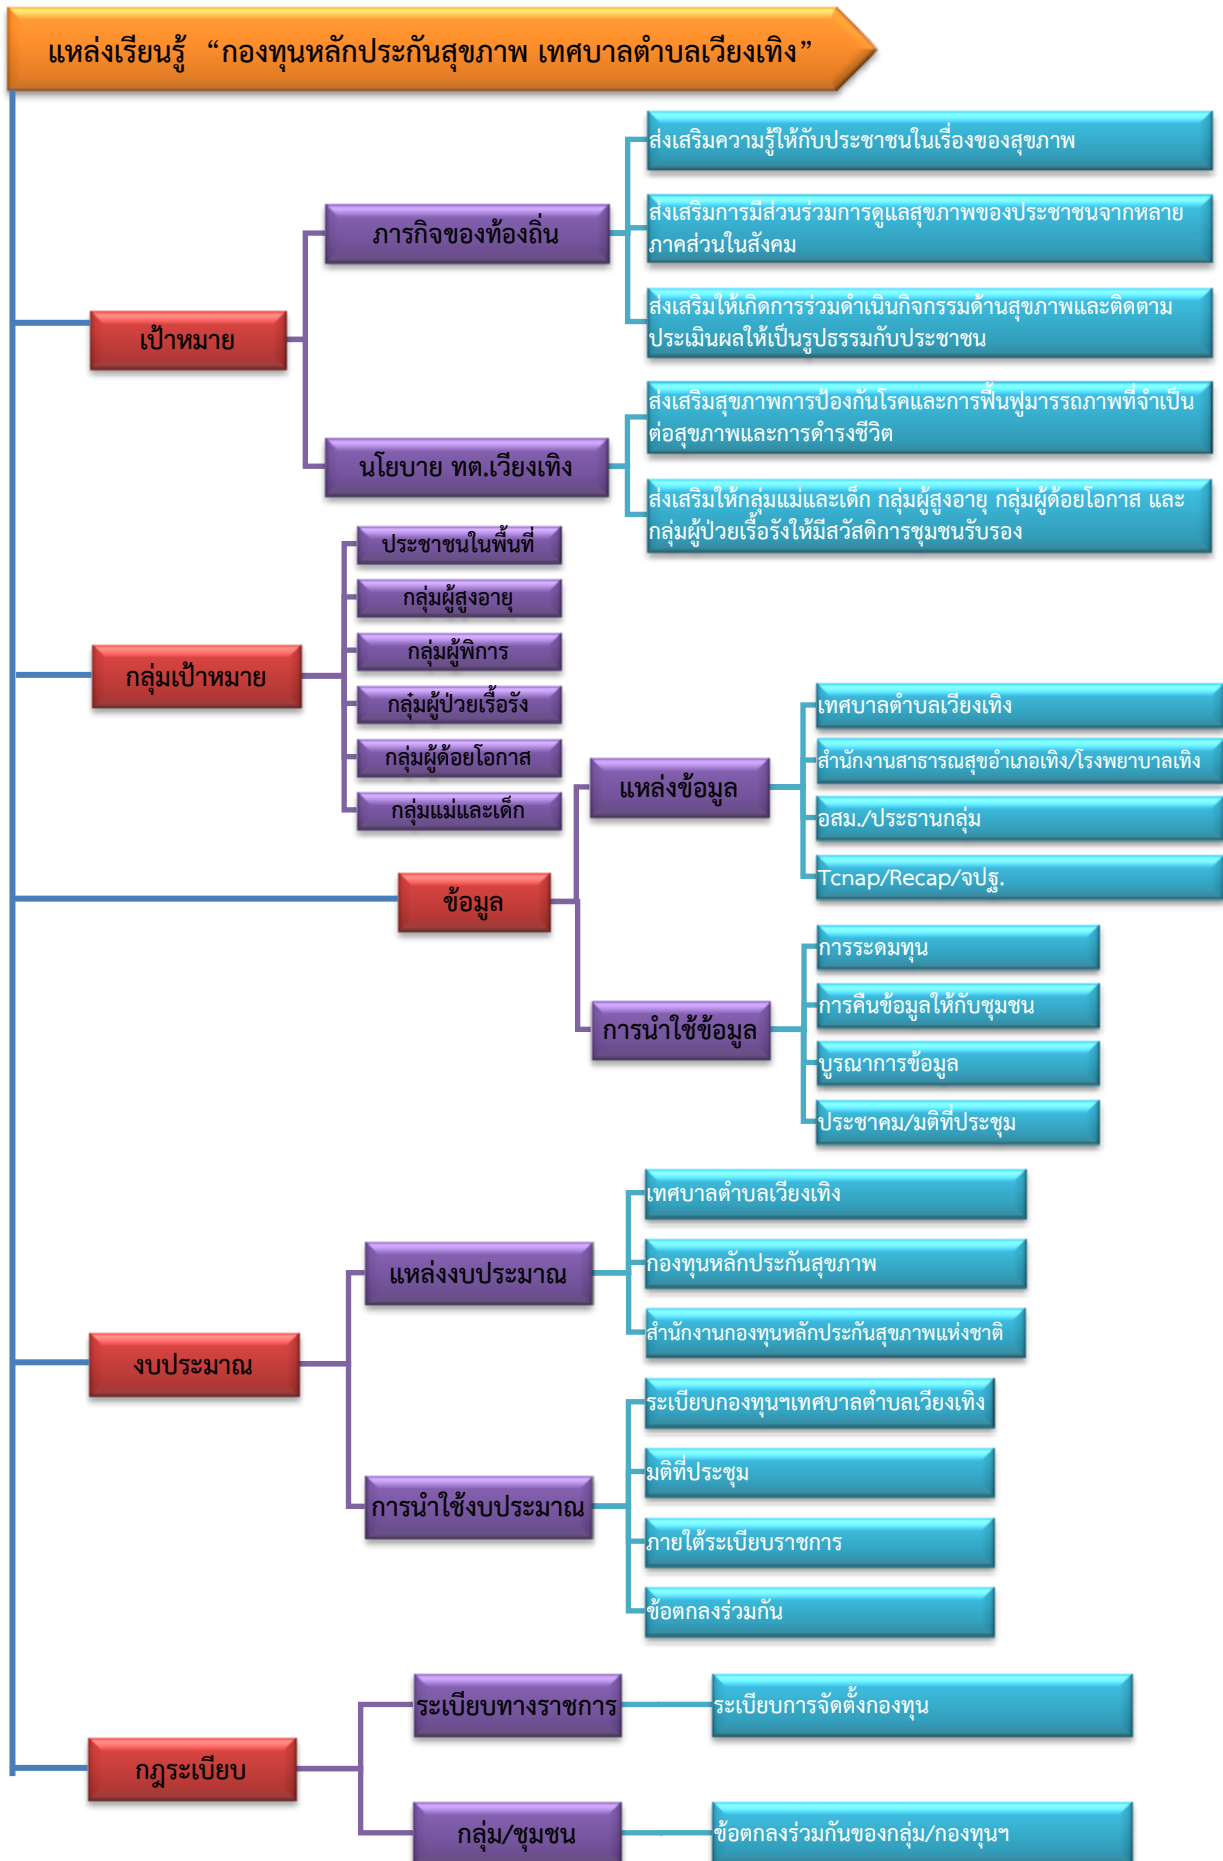 แหล่งเรียนรู้ “กองทุนหลักประกันสุขภาพ เทศบาลตำบลเวียงเทิง”
เป้าหมาย
ภารกิจของท้องถิ่น
ส่งเสริมความรู้ให้กับประชาชนในเรื่องของสุขภาพ
ส่งเสริมการมีส่วนร่วมการดูแลสุขภาพของประชาชนจากหลาย
ภาคส่วนในสังคม
ส่งเสริมให้เกิดการร่วมดำเนินกิจกรรมด้านสุขภาพและติดตาม
ประเมินผลให้เป็นรูปธรรมกับประชาชน
นโยบาย ทต.เวียงเทิง
ส่งเสริมสุขภาพการป้องกันโรคและการฟื้นฟูมารรถภาพที่จำเป็น
ต่อสุขภาพและการดำรงชีวิต
ส่งเสริมให้กลุ่มแม่และเด็ก กลุ่มผู้สูงอายุ กลุ่มผู้ด้อยโอกาส และ
กลุ่มผู้ป่วยเรื้อรังให้มีสวัสดิการชุมชนรับรอง
กลุ่มเป้าหมาย
ประชาชนในพื้นที่
กลุ่มผู้สูงอายุ
กลุ่มผู้พิการ
กลุ่มผู้ป่วยเรื้อรัง
กลุ่มผู้ด้อยโอกาส
กลุ่มแม่และเด็ก
ข้อมูล
แหล่งข้อมูล
เทศบาลตำบลเวียงเทิง
สำนักงานสาธารณสุขอำเภอเทิง/โรงพยาบาลเทิง
อสม./ประธานกลุ่ม
Tcnap/Recap/จปฐ.
การนำใช้ข้อมูล
การระดมทุน
การคืนข้อมูลให้กับชุมชน
บูรณาการข้อมูล
ประชาคม/มติที่ประชุม
งบประมาณ
แหล่งงบประมาณ
เทศบาลตำบลเวียงเทิง
กองทุนหลักประกันสุขภาพ
สำนักงานกองทุนหลักประกันสุขภาพแห่งชาติ
การนำใช้งบประมาณ
ระเบียบกองทุนฯเทศบาลตำบลเวียงเทิง
มติที่ประชุม
ภายใต้ระเบียบราชการ
ข้อตกลงร่วมกัน
กฎระเบียบ
ระเบียบทางราชการ
ระเบียบการจัดตั้งกองทุน
กลุ่ม/ชุมชน
ข้อตกลงร่วมกันของกลุ่ม/กองทุนฯ